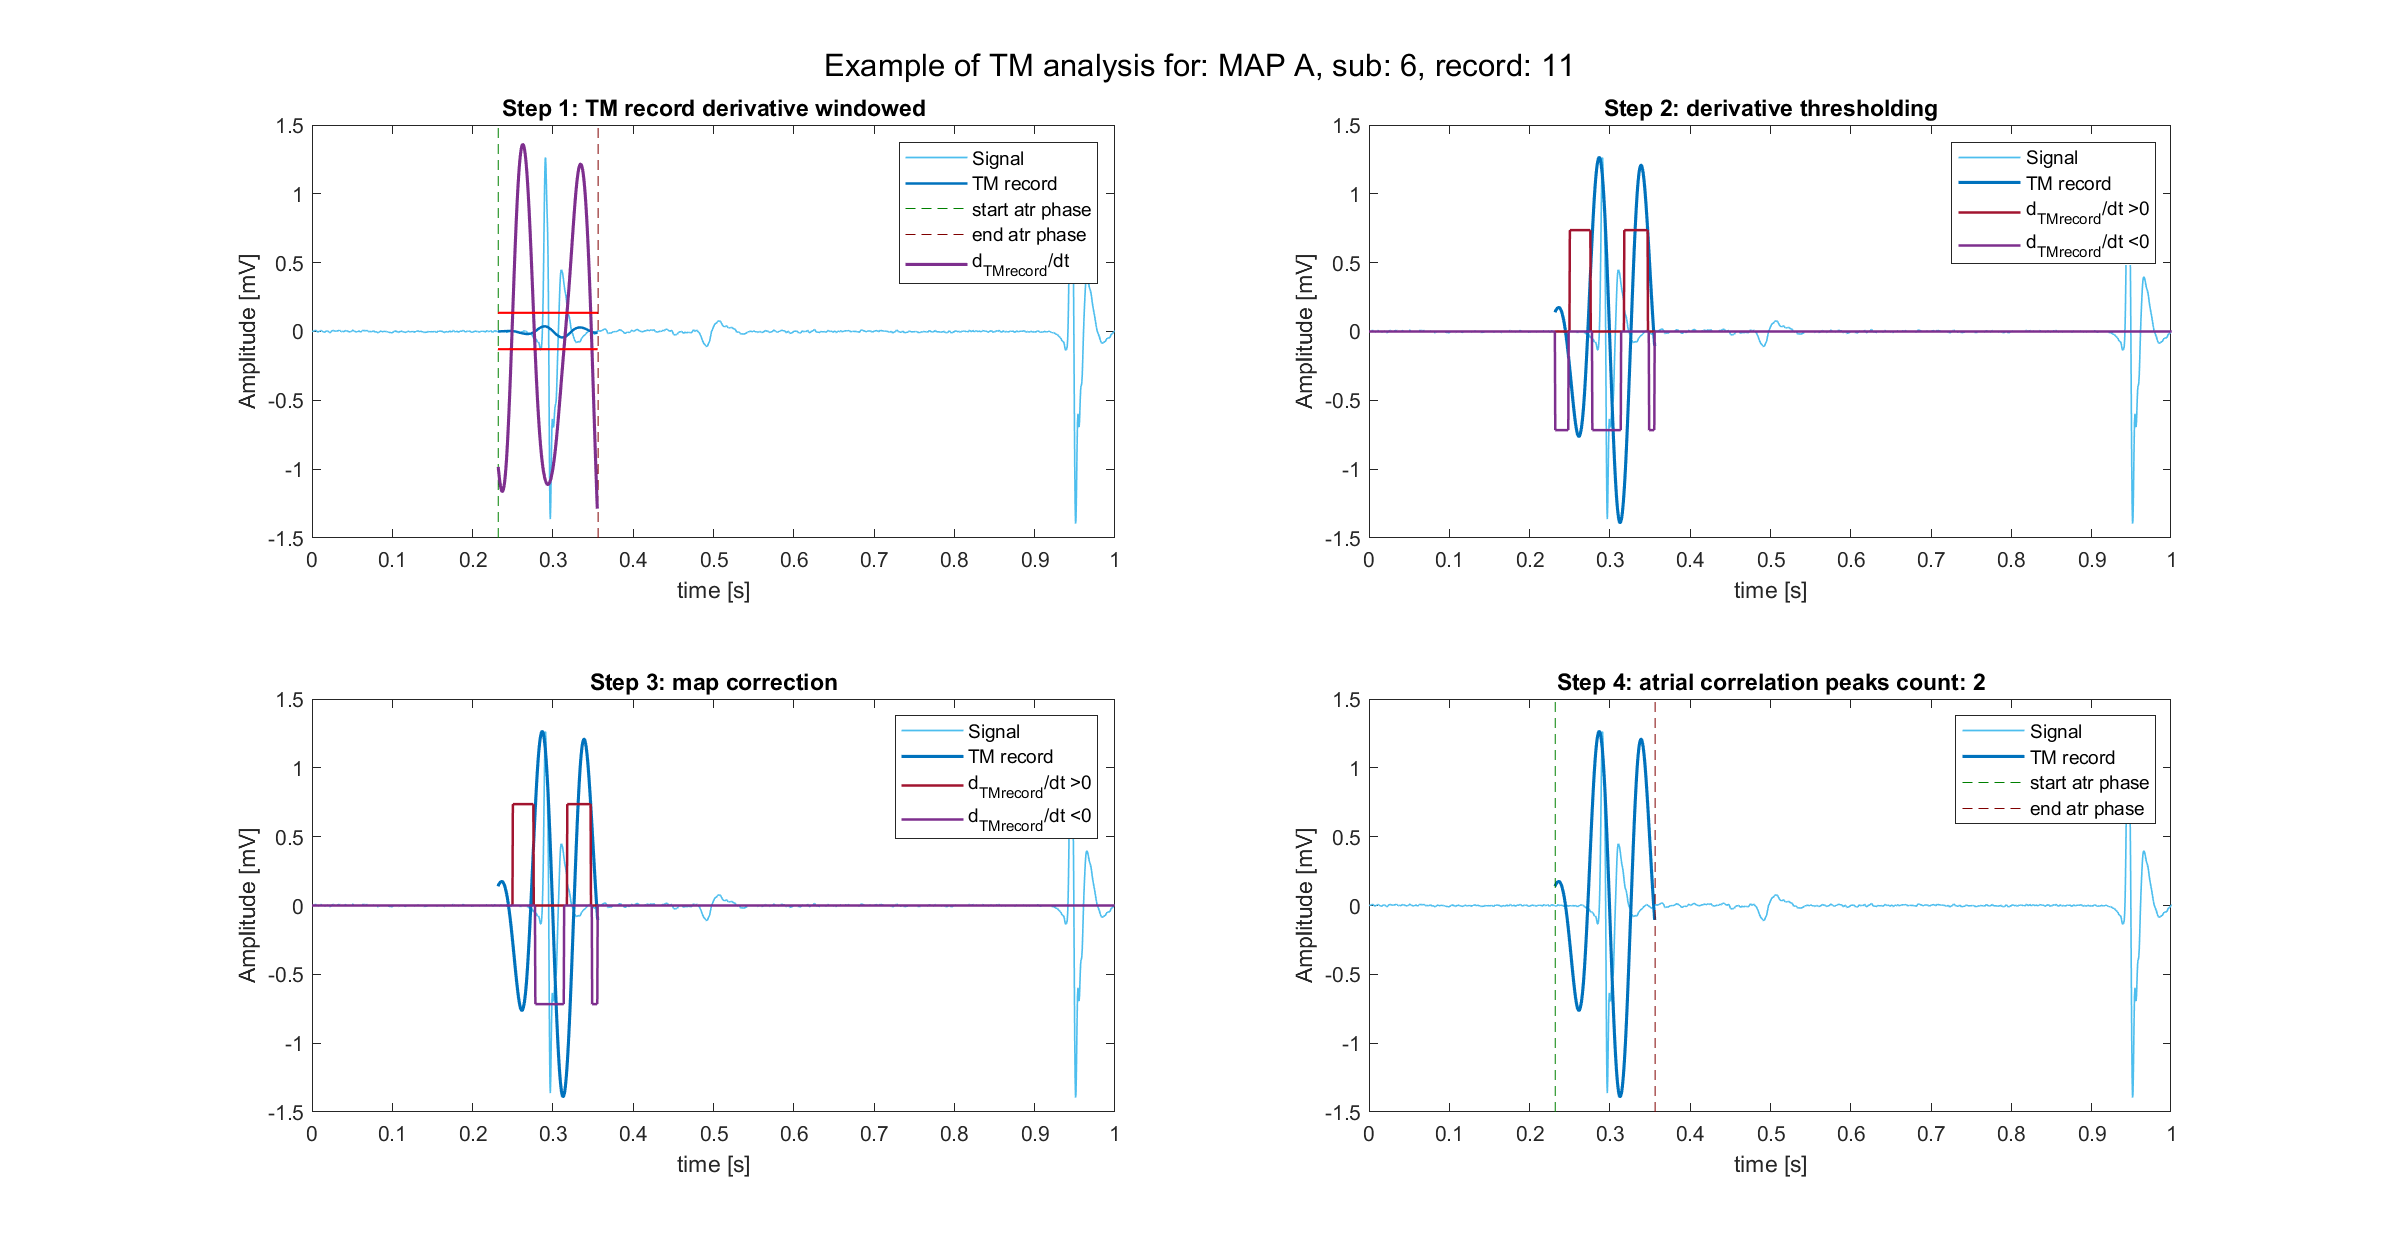 Example of TM analysis for: MAP A, sub: 6, record: 11
Step 1: TM record derivative windowed
1.5
1
0.5
0
-0.5
-1
-1.5
Amplitude [mV]
0 0.1 0.2 0.3 0.4 0.5 0.6 0.7 0.8 0.9 1
time [s]
Signal
TM record
start atr phase
end atr phase
dTMrecord/dt
Step 2: derivative thresholding
1.5
1
0.5
0
-0.5
-1
-1.5
Amplitude [mV]
0 0.1 0.2 0.3 0.4 0.5 0.6 0.7 0.8 0.9 1
time [s]
Signal
TM record
dTMrecord/dt >0
dTMrecord/dt <0
Step 3: map correction
1.5
1
0.5
0
-0.5
-1
-1.5
Amplitude [mV]
0 0.1 0.2 0.3 0.4 0.5 0.6 0.7 0.8 0.9 1
time [s]
Signal
TM record
dTMrecord/dt >0
dTMrecord/dt <0
Step 4: atrial correlation peaks count: 2
1.5
1
0.5
0
-0.5
-1
-1.5
Amplitude [mV]
0 0.1 0.2 0.3 0.4 0.5 0.6 0.7 0.8 0.9 1
time [s]
Signal
TM record
start atr phase
end atr phase